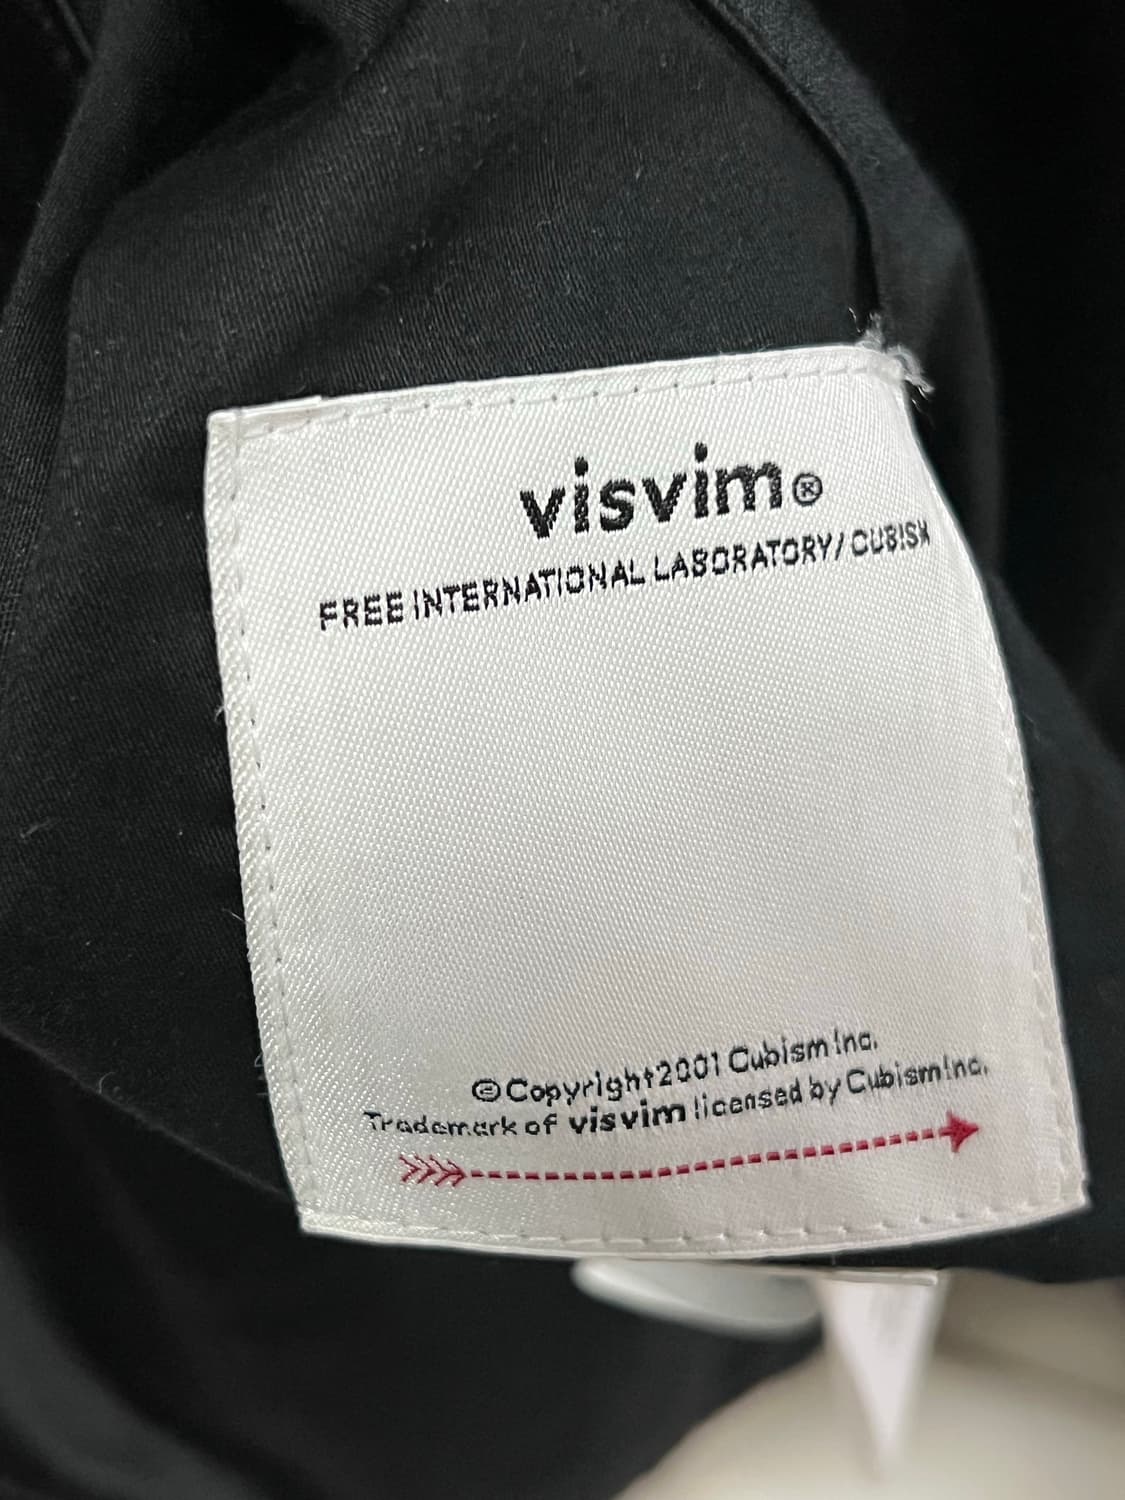 visvim®
FREE INTERNATIONAL LABORATORY/CUBISM
©Copyright2001 Cubism Inc.
Trademark of visvim licensed by Cubism Inc.